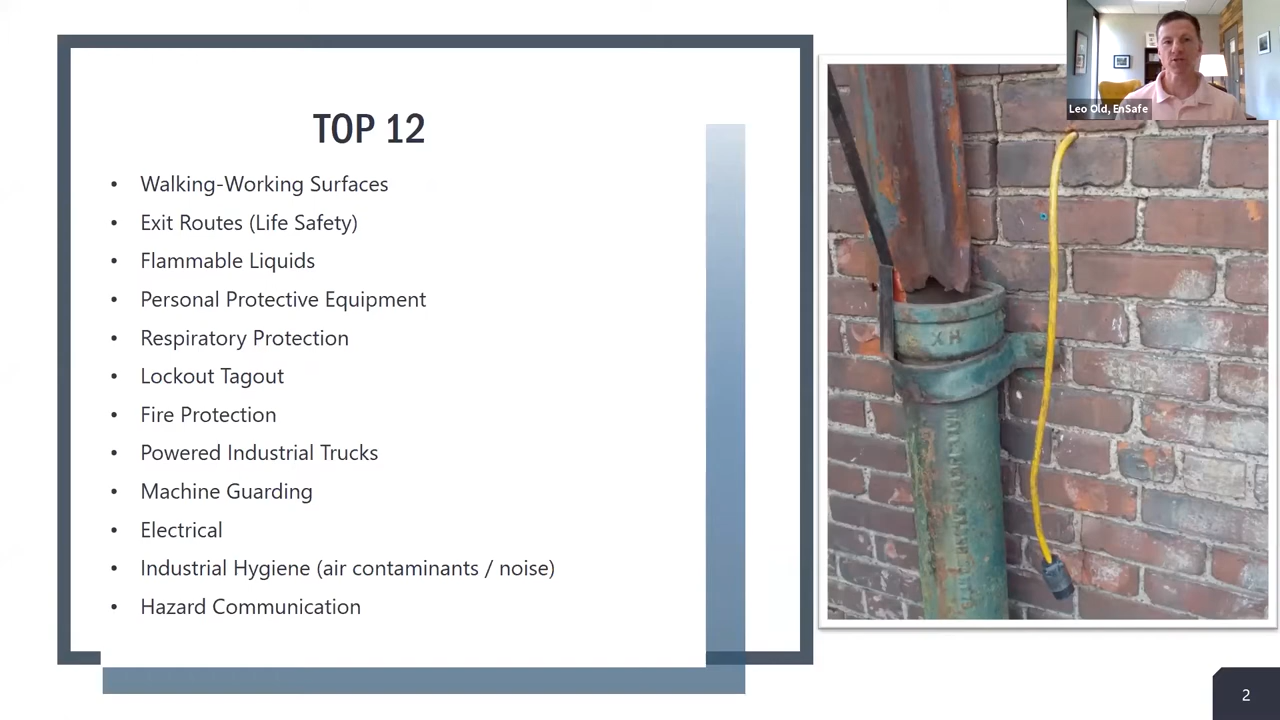 TOP 12
• Walking-Working Surfaces
• Exit Routes (Life Safety)
• Flammable Liquids
• Personal Protective Equipment
• Respiratory Protection
• Lockout Tagout
• Fire Protection
• Powered Industrial Trucks
• Machine Guarding
• Electrical
• Industrial Hygiene (air contaminants / noise)
• Hazard Communication
Leo Old, EnSafe
XH
2